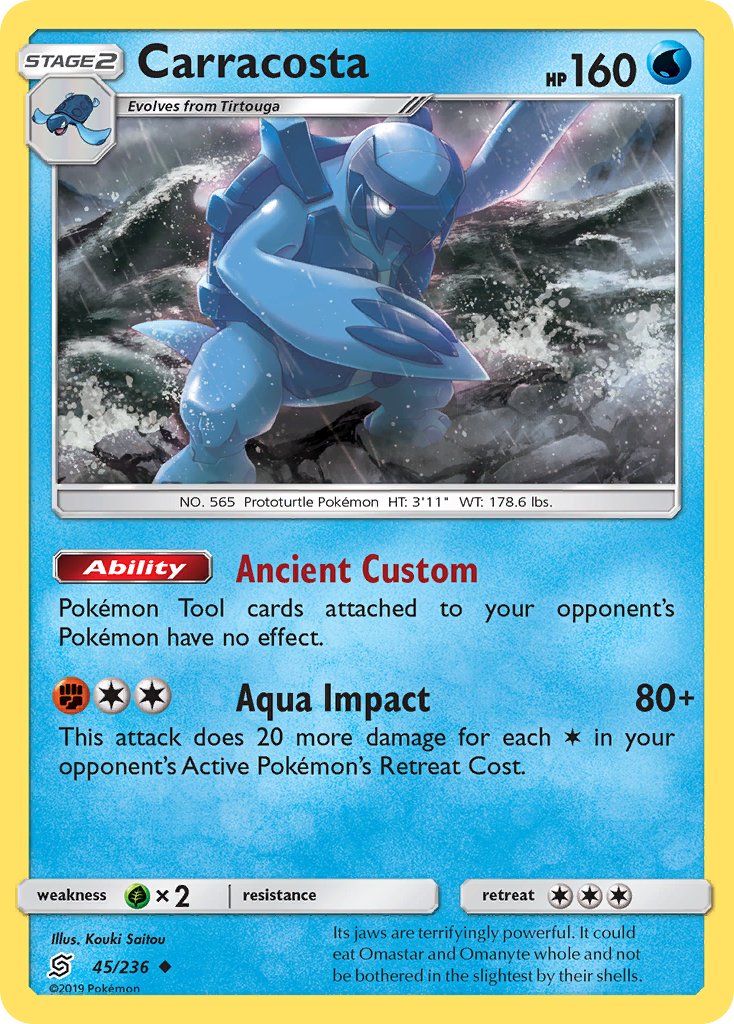 STAGE2
Carracosta
HP 160
Evolves from Tirtouga
NO. 565 Prototurtle Pokémon HT: 3'11" WT: 178.6 lbs.
Ability Ancient Custom
Pokémon Tool cards attached to your opponent's
Pokémon have no effect.
Aqua Impact 80+
This attack does 20 more damage for each in your
opponent's Active Pokémon's Retreat Cost.
weakness ×2 resistance retreat
Illus. Kouki Saitou
45/236
©2019 Pokémon
Its jaws are terrifyingly powerful. It could
eat Omastar and Omanyte whole and not
be bothered in the slightest by their shells.